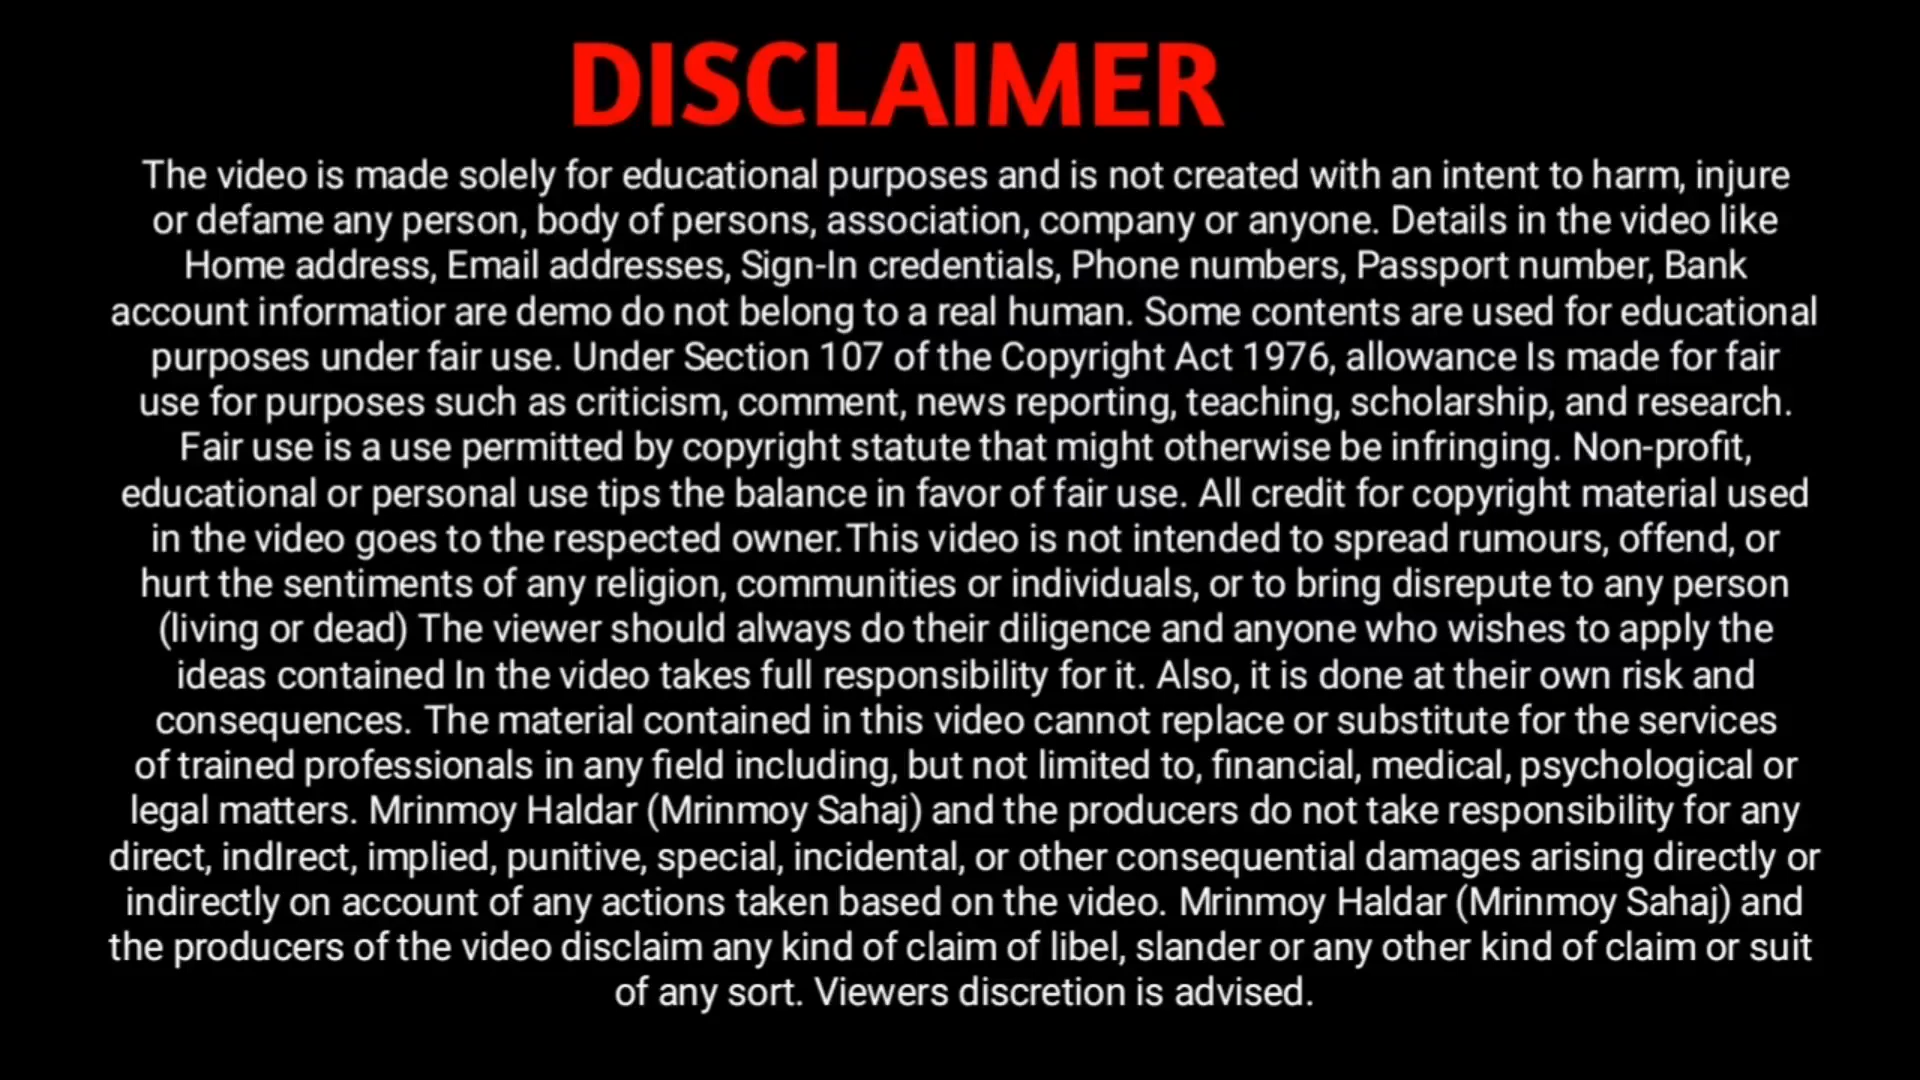 DISCLAIMER
The video is made solely for educational purposes and is not created with an intent to harm, injure
or defame any person, body of persons, association, company or anyone. Details in the video like
Home address, Email addresses, Sign-In credentials, Phone numbers, Passport number, Bank
account informatior are demo do not belong to a real human. Some contents are used for educational
purposes under fair use. Under Section 107 of the Copyright Act 1976, allowance Is made for fair
use for purposes such as criticism, comment, news reporting, teaching, scholarship, and research.
Fair use is a use permitted by copyright statute that might otherwise be infringing. Non-profit,
educational or personal use tips the balance in favor of fair use. All credit for copyright material used
in the video goes to the respected owner.This video is not intended to spread rumours, offend, or
hurt the sentiments of any religion, communities or individuals, or to bring disrepute to any person
(living or dead) The viewer should always do their diligence and anyone who wishes to apply the
ideas contained In the video takes full responsibility for it. Also, it is done at their own risk and
consequences. The material contained in this video cannot replace or substitute for the services
of trained professionals in any field including, but not limited to, financial, medical, psychological or
legal matters. Mrinmoy Haldar (Mrinmoy Sahaj) and the producers do not take responsibility for any
direct, indIrect, implied, punitive, special, incidental, or other consequential damages arising directly or
indirectly on account of any actions taken based on the video. Mrinmoy Haldar (Mrinmoy Sahaj) and
the producers of the video disclaim any kind of claim of libel, slander or any other kind of claim or suit
of any sort. Viewers discretion is advised.